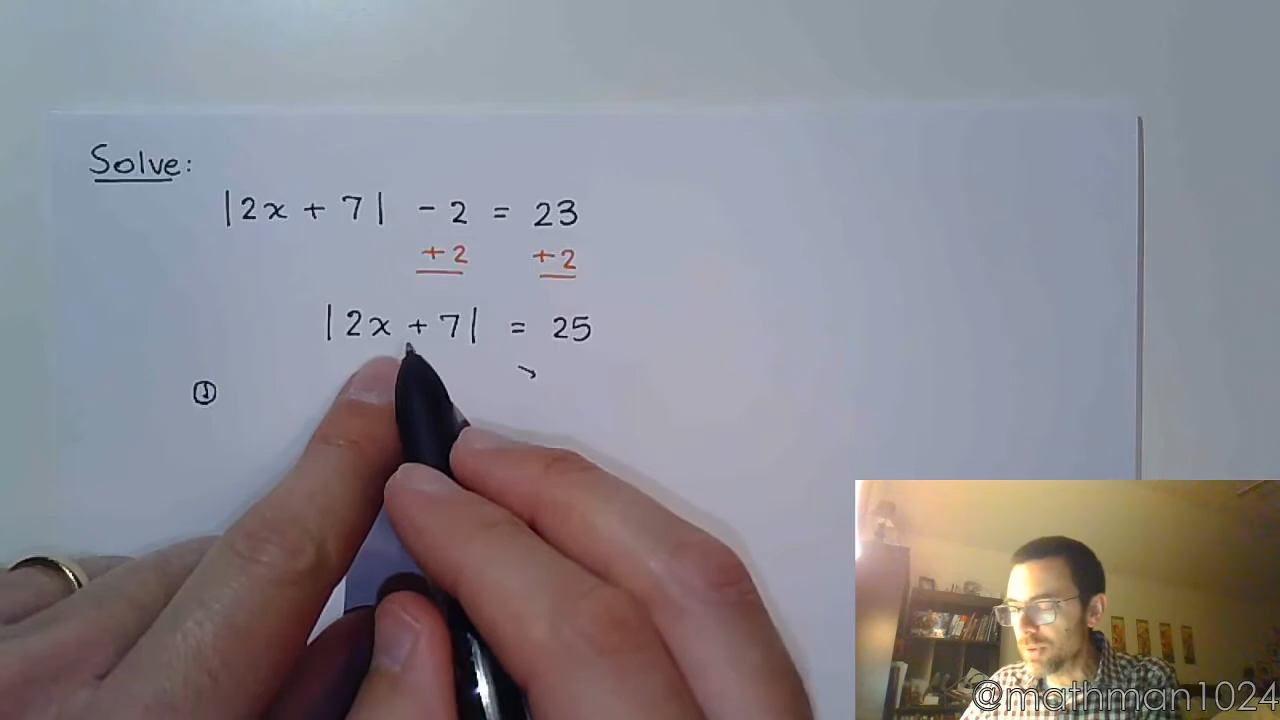 Solve:
|2x + 7| - 2 = 23
+2 +2
|2x + 7| = 25
①
@mathman1024